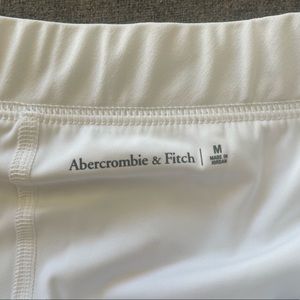 Abercrombie & Fitch
M
MADE IN
JORDAN